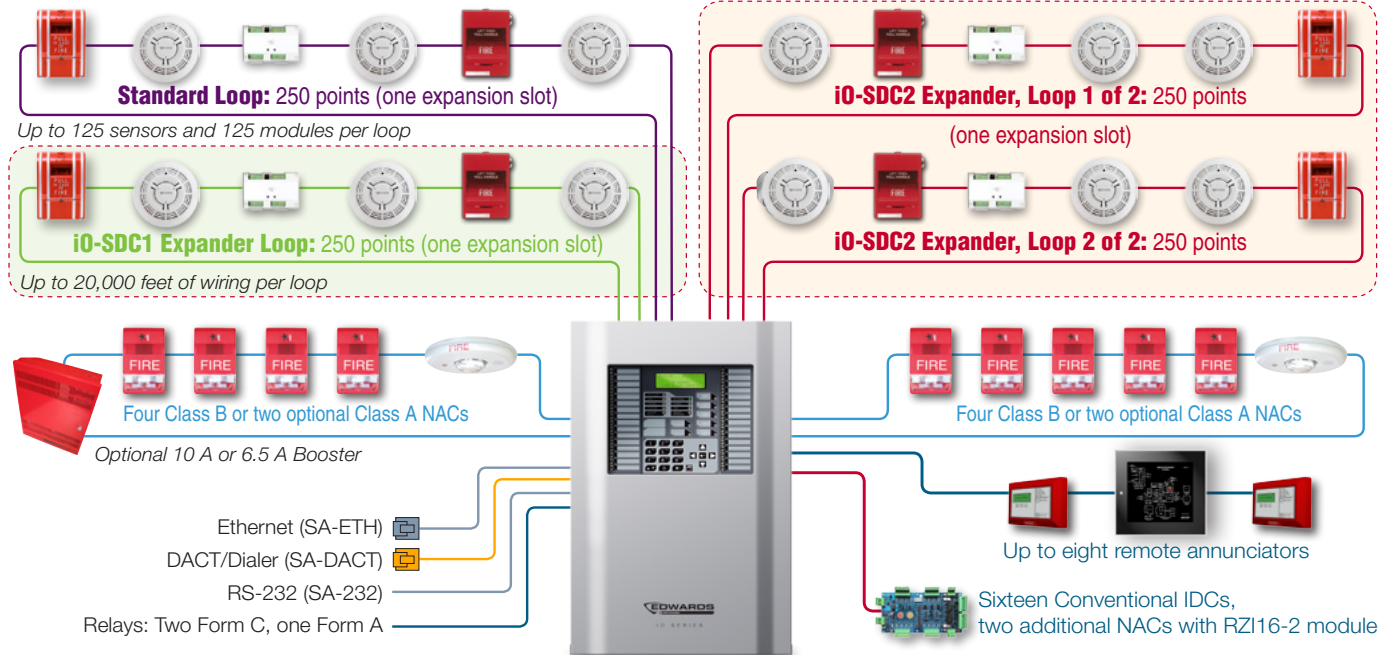 Standard Loop: 250 points (one expansion slot)
Up to 125 sensors and 125 modules per loop
iO-SDC1 Expander Loop: 250 points (one expansion slot)
Up to 20,000 feet of wiring per loop
iO-SDC2 Expander, Loop 1 of 2: 250 points
(one expansion slot)
iO-SDC2 Expander, Loop 2 of 2: 250 points
FIRE
FIRE
FIRE
FIRE
FIRE
Four Class B or two optional Class A NACs
Optional 10 A or 6.5 A Booster
FIRE
FIRE
FIRE
FIRE
FIRE
Four Class B or two optional Class A NACs
Ethernet (SA-ETH)
DACT/Dialer (SA-DACT)
RS-232 (SA-232)
Relays: Two Form C, one Form A
EDWARDS
iO SERIES
Up to eight remote annunciators
Sixteen Conventional IDCs,
two additional NACs with RZI16-2 module